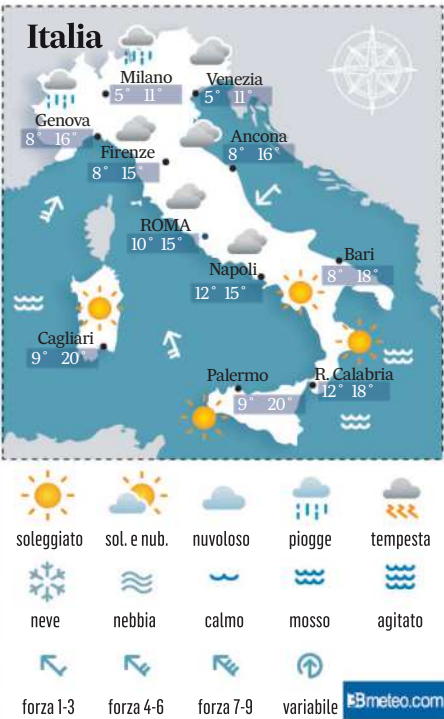 Italia
Milano
5° 11°
Venezia
5° 11°
Genova
8° 16°
Firenze
8° 15°
Ancona
8° 16°
ROMA
10° 15°
Napoli
12° 15°
Bari
8° 18°
Cagliari
9° 20°
Palermo
9° 20°
R. Calabria
12° 18°
soleggiato sol. e nub. nuvoloso piogge tempesta
neve nebbia calmo mosso agitato
forza 1-3 forza 4-6 forza 7-9 variabile
3Bmeteo.com